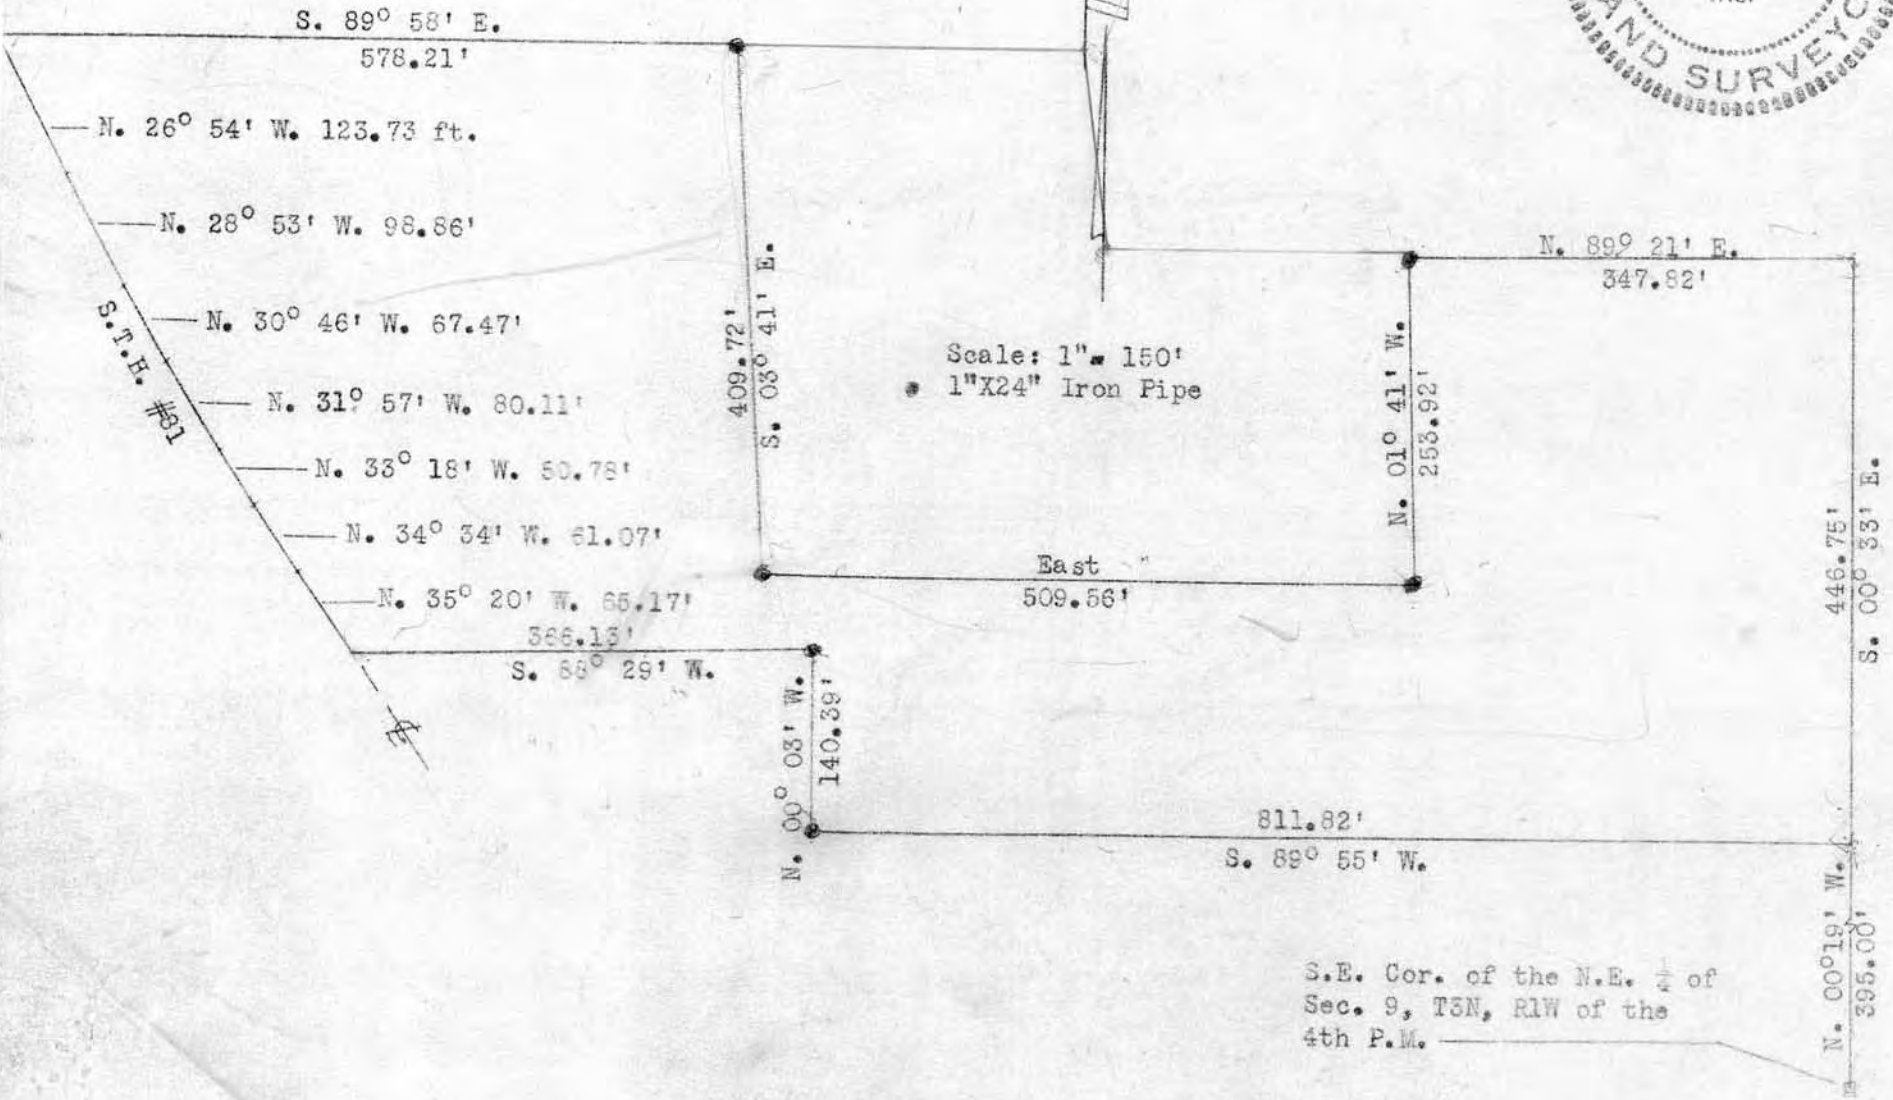 S. 89° 58' E.
578.21'
AND SURVEYO
N. 26° 54' W. 123.73 ft.
N. 28° 53' W. 98.86'
N. 30° 46' W. 67.47'
N. 31° 57' W. 80.11'
N. 33° 18' W. 50.78'
N. 34° 34' W. 61.07'
N. 35° 20' W. 65.17'
S.T.H. #81
409.72'
S. 03° 41' E.
Scale: 1"= 150'
1"X24" Iron Pipe
N. 89° 21' E.
347.82'
N. 01° 41' W.
253.92'
East
509.56'
446.75'
S. 00° 33' E.
366.13'
S. 88° 29' W.
N. 00° 03' W.
140.39'
811.82'
S. 89° 55' W.
N. 00°19' W.
395.00'
S.E. Cor. of the N.E. ¼ of
Sec. 9, T3N, R1W of the
4th P.M.